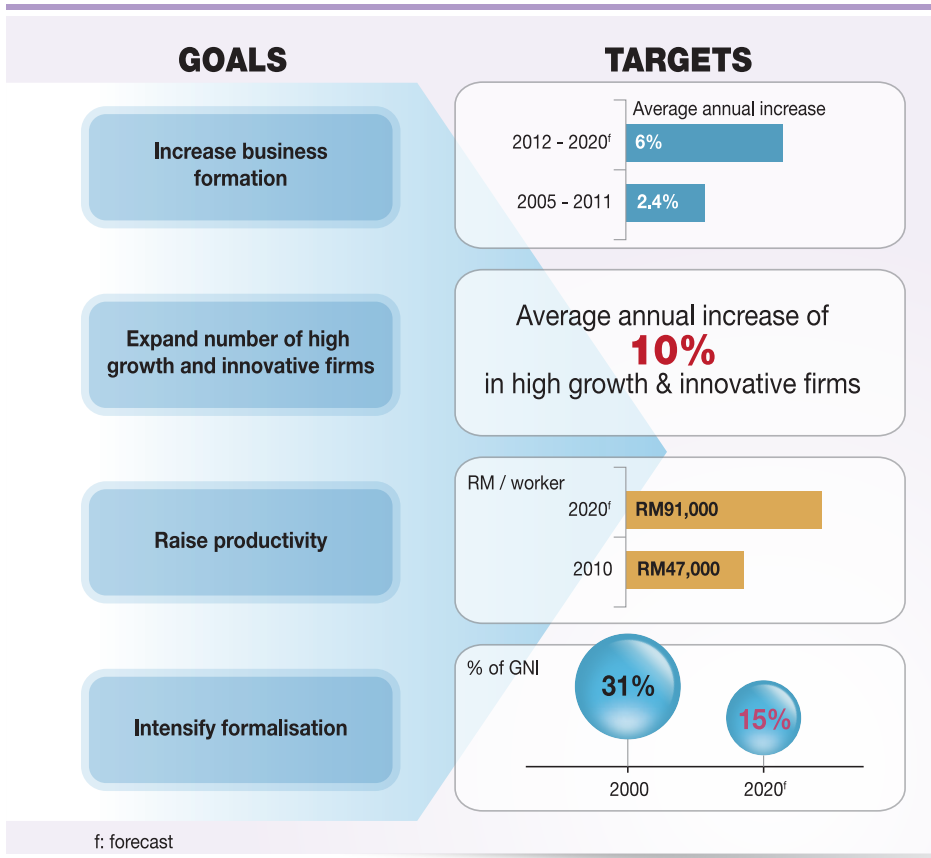 GOALS
TARGETS
Increase business
formation
Average annual increase
2012 - 2020ᶠ
6%
2005 - 2011
2.4%
Expand number of high
growth and innovative firms
Average annual increase of
10%
in high growth & innovative firms
Raise productivity
RM / worker
2020ᶠ
RM91,000
2010
RM47,000
Intensify formalisation
% of GNI
31%
15%
2000
2020ᶠ
f: forecast